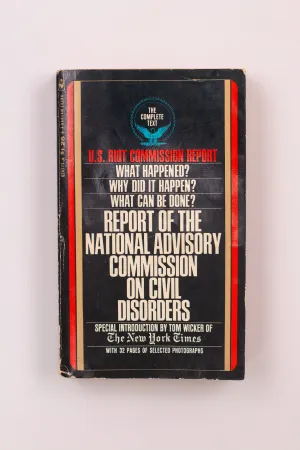 THE
COMPLETE
TEXT
U.S. RIOT COMMISSION REPORT
WHAT HAPPENED?
WHY DID IT HAPPEN?
WHAT CAN BE DONE?
REPORT OF THE
NATIONAL ADVISORY
COMMISSION
ON CIVIL
DISORDERS
SPECIAL INTRODUCTION BY TOM WICKER OF
The New York Times
WITH 32 PAGES OF SELECTED PHOTOGRAPHS